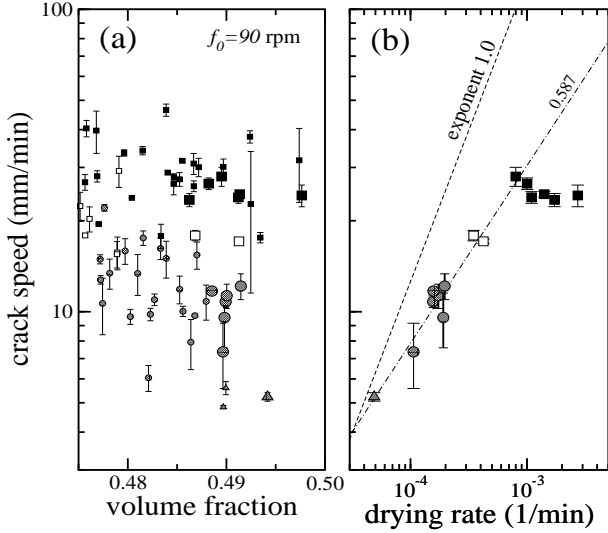 100
(a)
f₀=90 rpm
(b)
exponent 1.0
0.587
crack speed (mm/min)
10
0.48
0.49
0.50
10⁻⁴
10⁻³
volume fraction
drying rate (1/min)